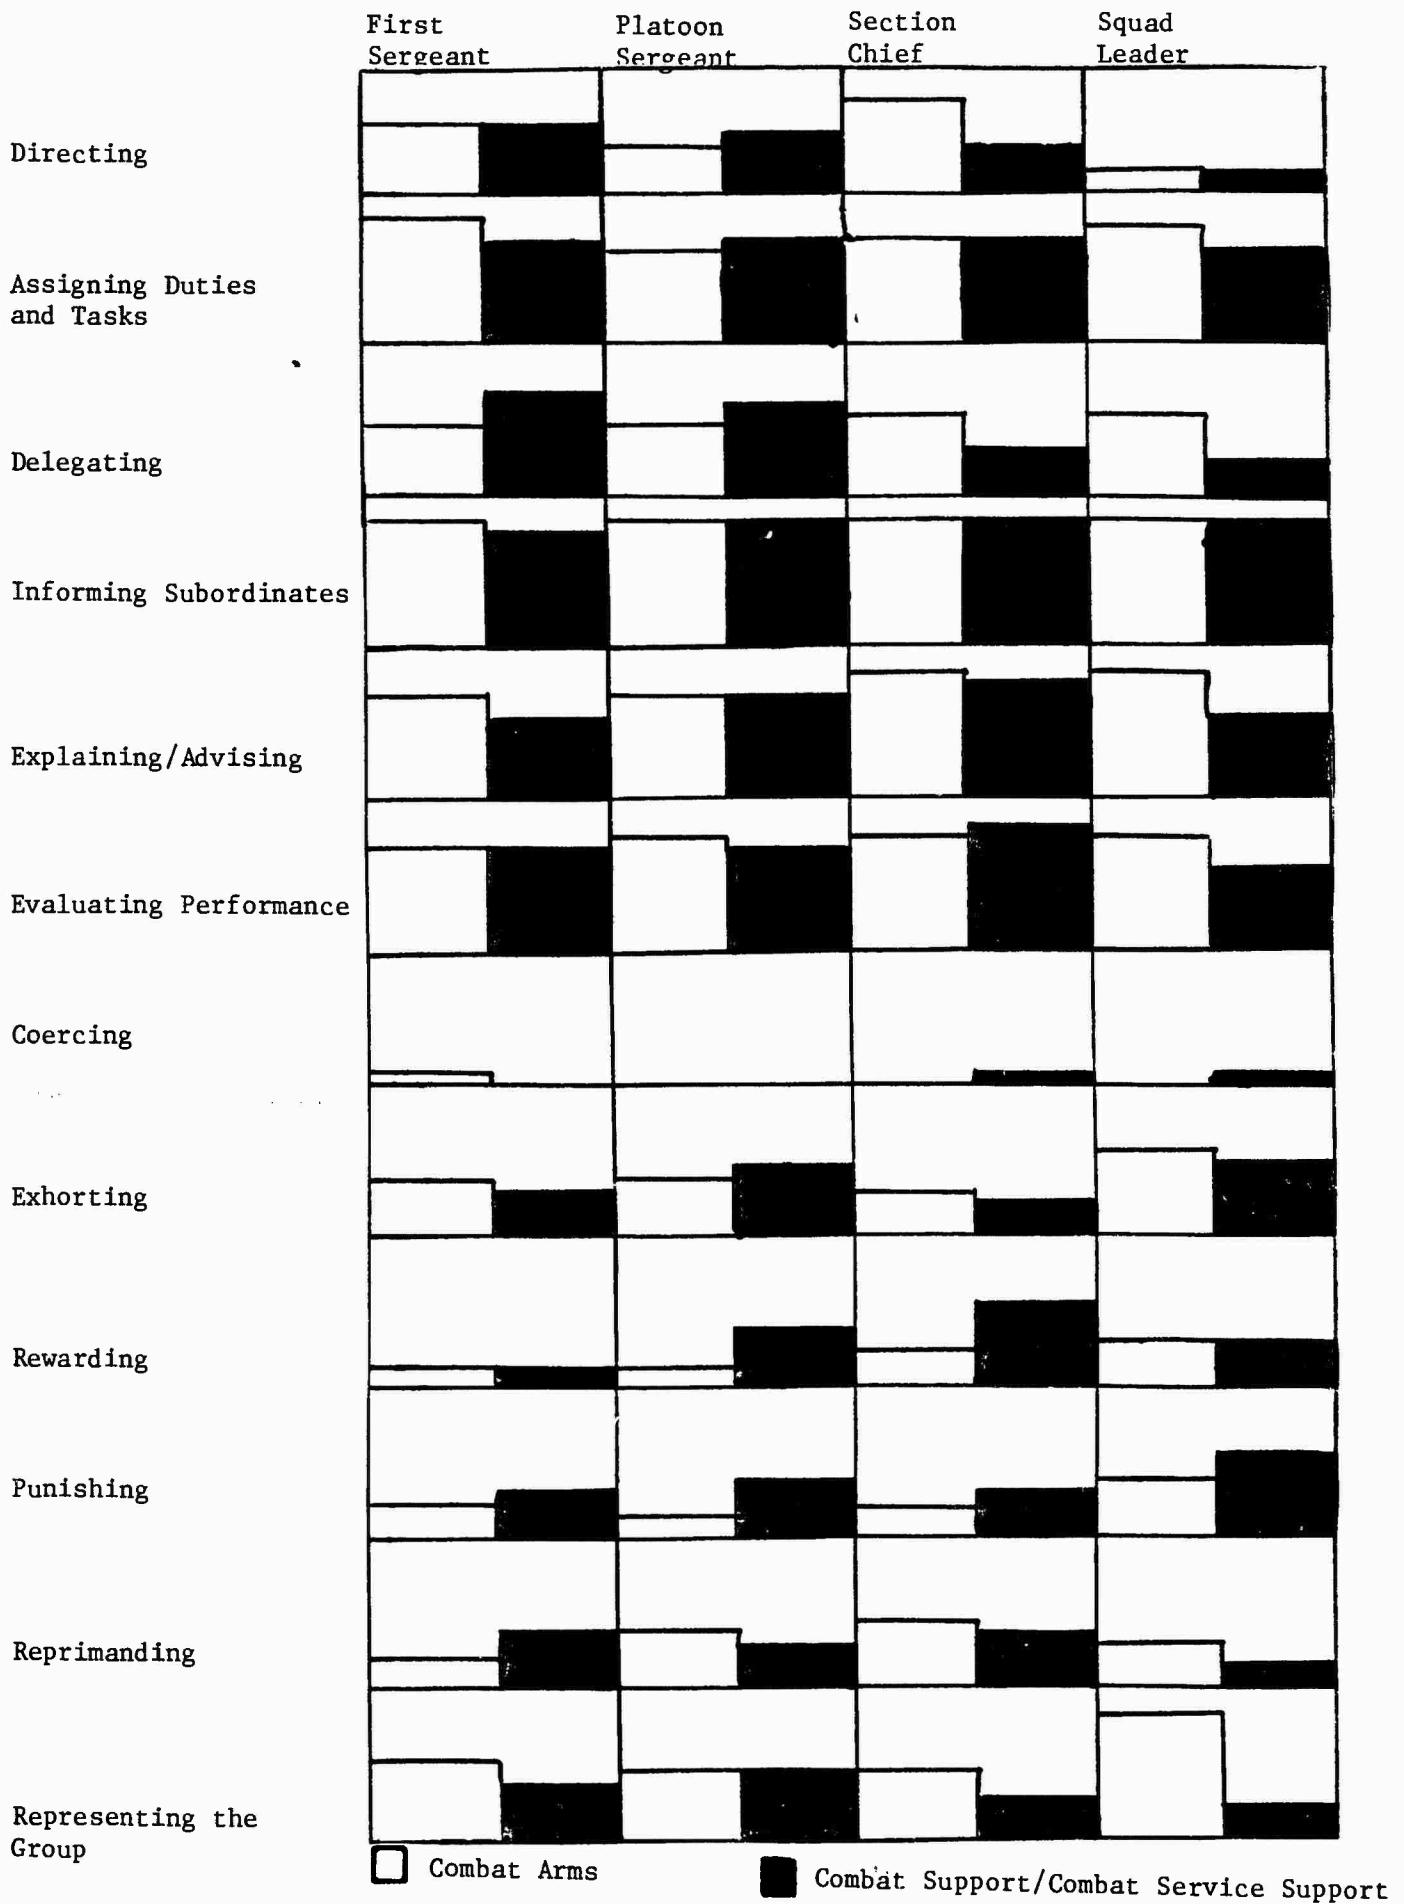 First
Sergeant
Platoon
Sergeant
Section
Chief
Squad
Leader
Directing
Assigning Duties
and Tasks
Delegating
Informing Subordinates
Explaining/Advising
Evaluating Performance
Coercing
Exhorting
Rewarding
Punishing
Reprimanding
Representing the
Group
Combat Arms
Combat Support/Combat Service Support